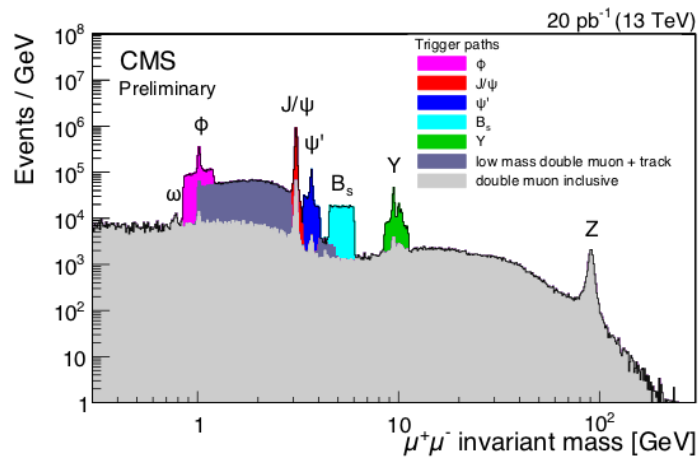 20 pb⁻¹ (13 TeV)
Events / GeV
10⁸
10⁷
10⁶
10⁵
10⁴
10³
10²
10
1
CMS
Preliminary
Trigger paths
ϕ
J/ψ
ψ'
Bₛ
Υ
low mass double muon + track
double muon inclusive
ω
ϕ
J/ψ
ψ'
Bₛ
Υ
Z
1
10
10²
μ⁺μ⁻ invariant mass [GeV]